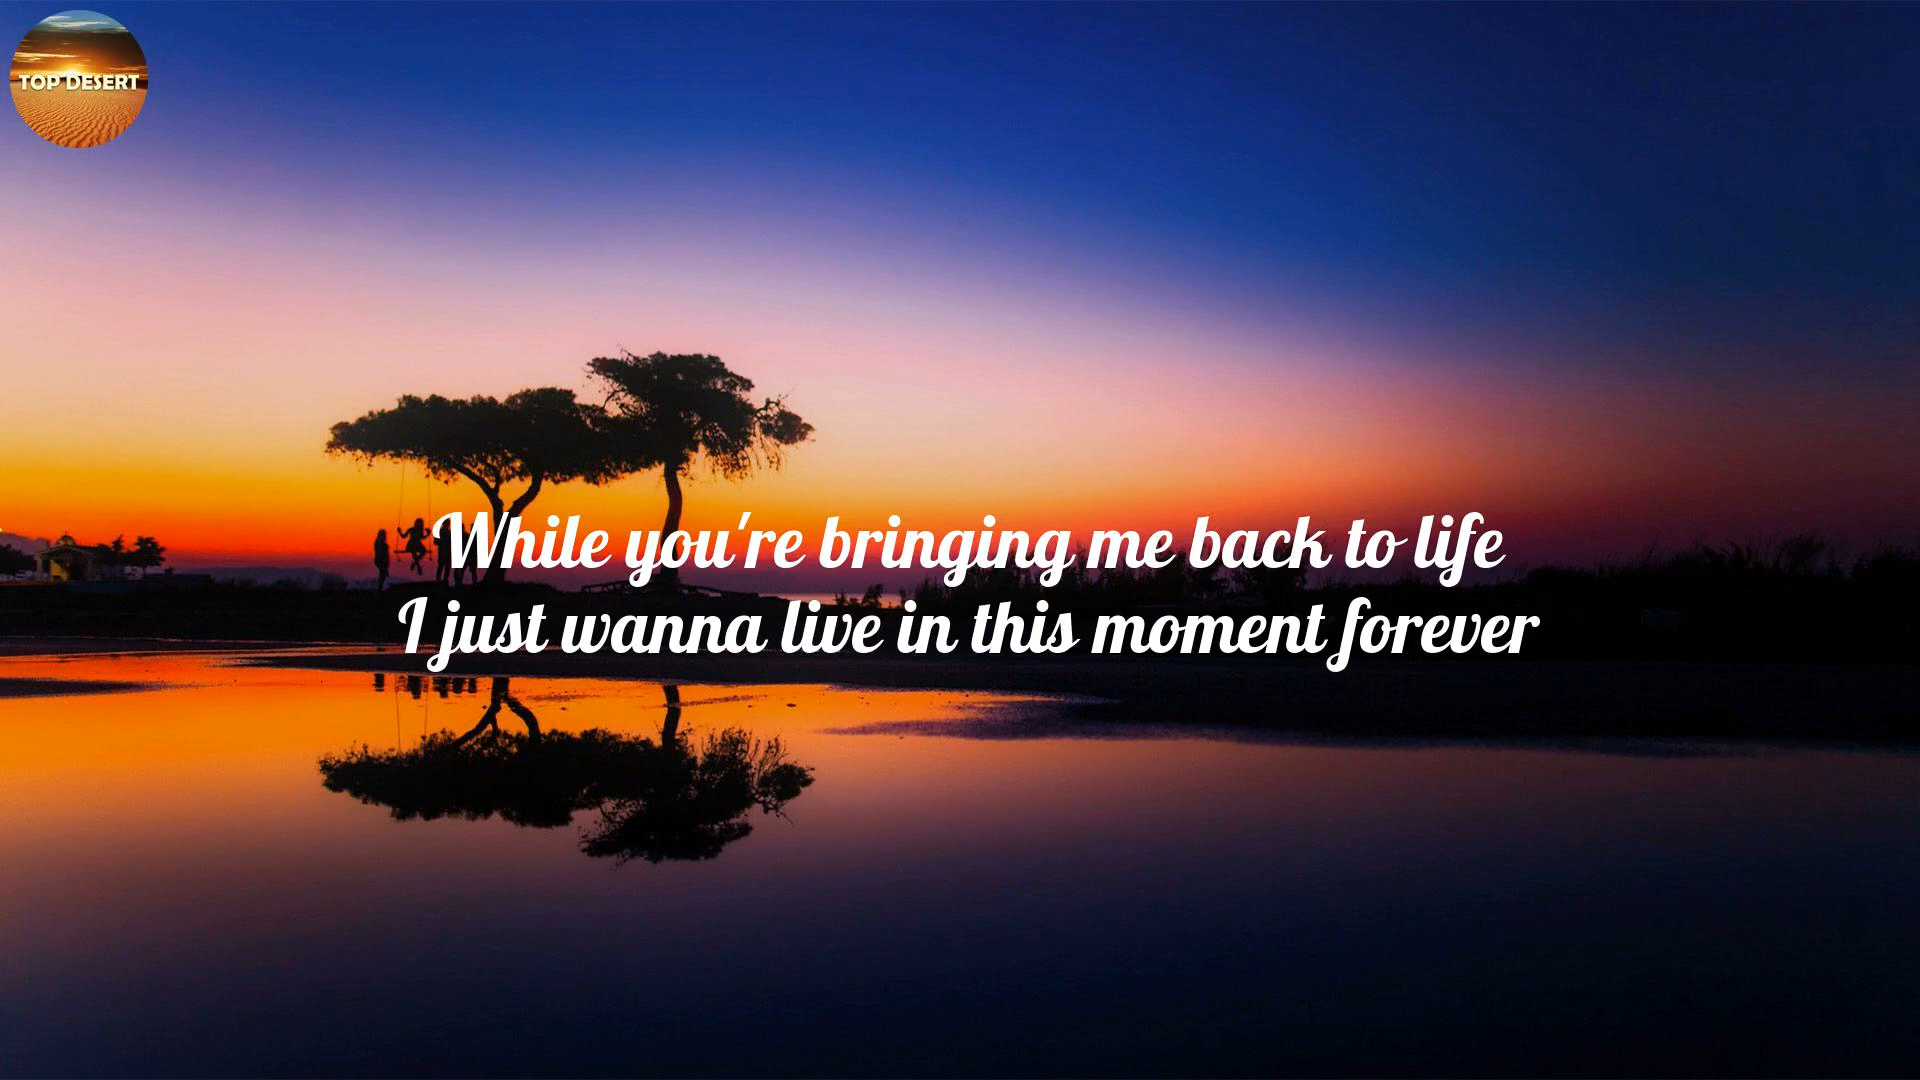 TOP DESERT
While you're bringing me back to life
I just wanna live in this moment forever